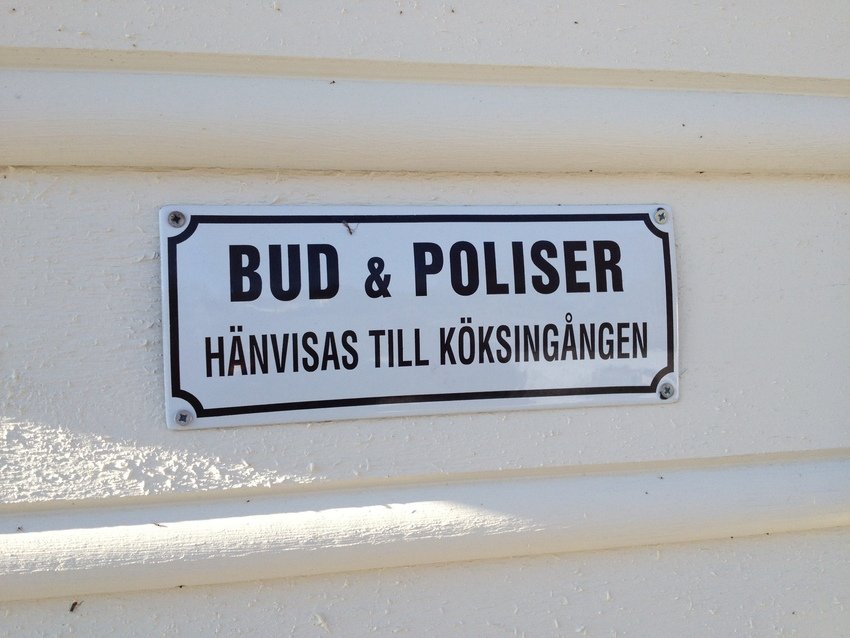 BUD & POLISER
HÄNVISAS TILL KÖKSINGÅNGEN